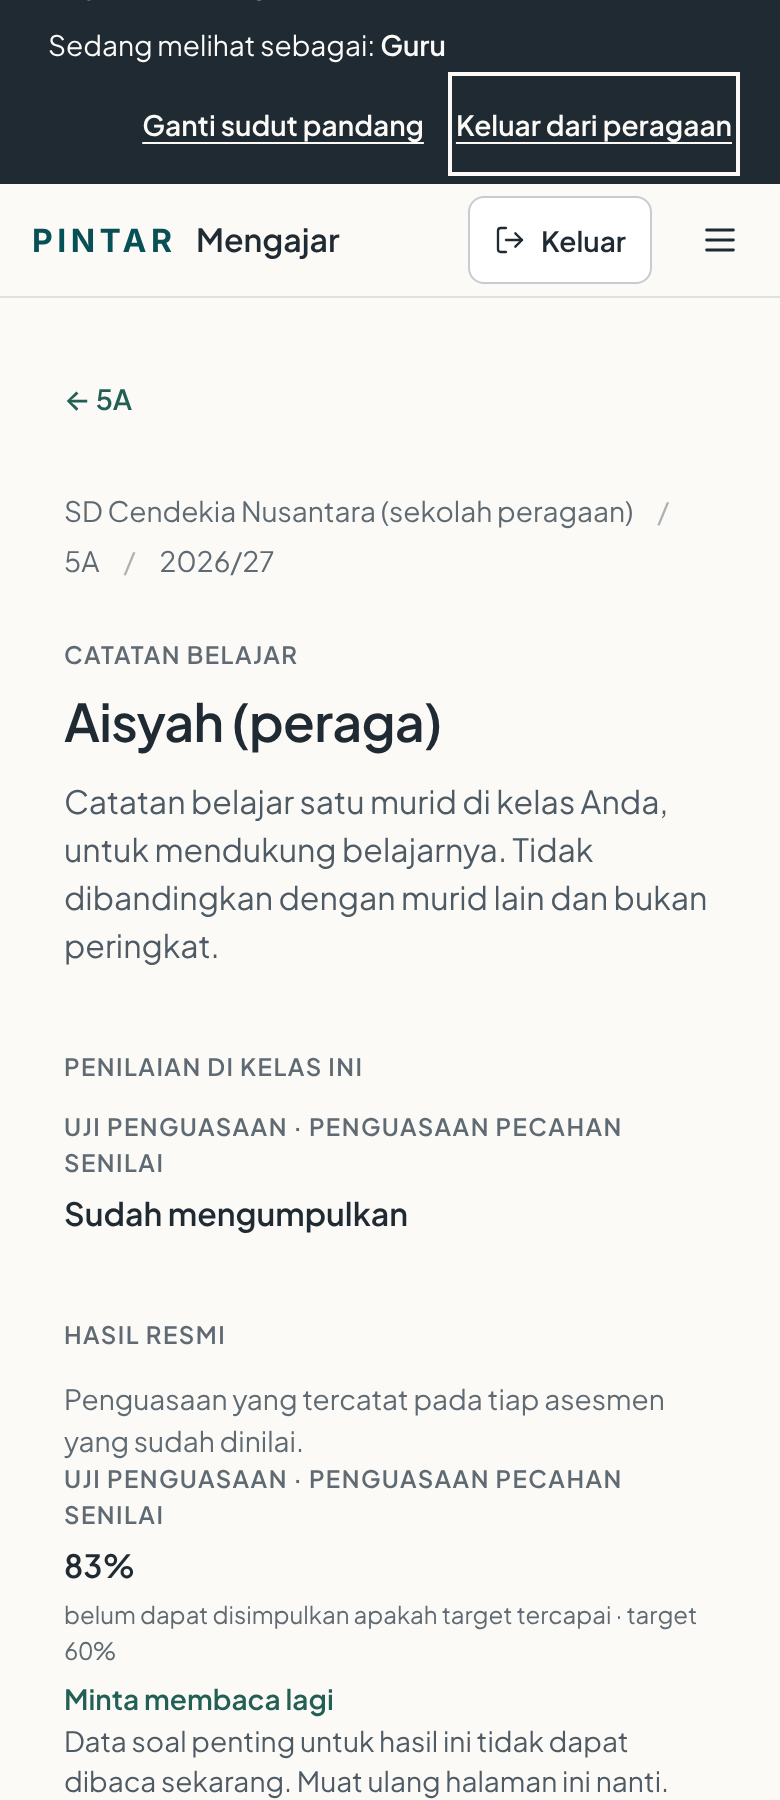 Sedang melihat sebagai: Guru
Ganti sudut pandang Keluar dari peragaan
PINTAR Mengajar Keluar
← 5A
SD Cendekia Nusantara (sekolah peragaan) /
5A / 2026/27
CATATAN BELAJAR
Aisyah (peraga)
Catatan belajar satu murid di kelas Anda,
untuk mendukung belajarnya. Tidak
dibandingkan dengan murid lain dan bukan
peringkat.
PENILAIAN DI KELAS INI
UJI PENGUASAAN · PENGUASAAN PECAHAN
SENILAI
Sudah mengumpulkan
HASIL RESMI
Penguasaan yang tercatat pada tiap asesmen
yang sudah dinilai.
UJI PENGUASAAN · PENGUASAAN PECAHAN
SENILAI
83%
belum dapat disimpulkan apakah target tercapai · target
60%
Minta membaca lagi
Data soal penting untuk hasil ini tidak dapat
dibaca sekarang. Muat ulang halaman ini nanti.